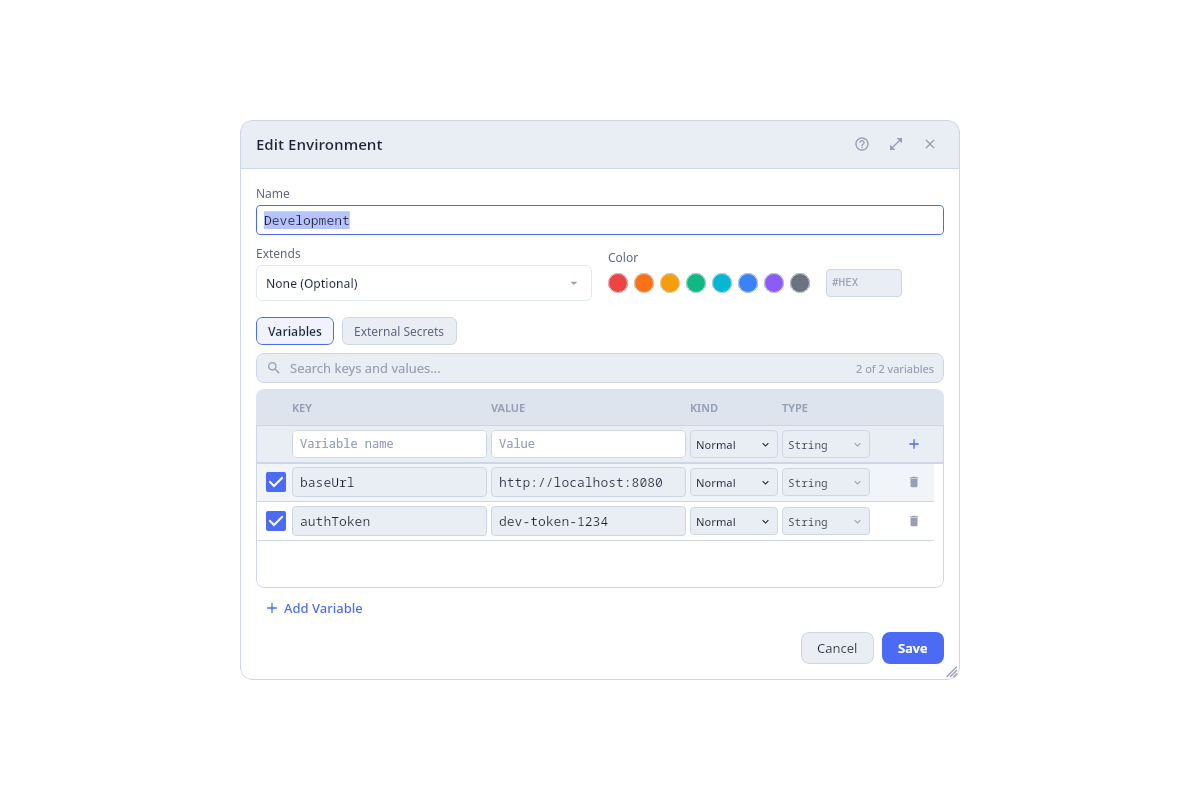 Edit Environment
Name
Development
Extends
Color
None (Optional)
#HEX
Variables
External Secrets
Search keys and values...
2 of 2 variables
KEY VALUE KIND TYPE
Variable name Value Normal String
baseUrl http://localhost:8080 Normal String
authToken dev-token-1234 Normal String
Add Variable
Cancel
Save